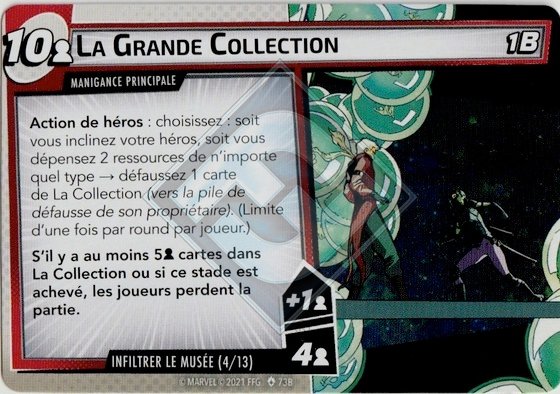 10 LA GRANDE COLLECTION 1B
MANIGANCE PRINCIPALE
Action de héros : choisissez : soit
vous inclinez votre héros, soit vous
dépensez 2 ressources de n'importe
quel type → défaussez 1 carte
de La Collection (vers la pile de
défausse de son propriétaire). (Limite
d'une fois par round par joueur.)
S'il y a au moins 5 cartes dans
La Collection ou si ce stade est
achevé, les joueurs perdent la
partie.
+1
4
INFILTRER LE MUSÉE (4/13)
© MARVEL © 2021 FFG 73B